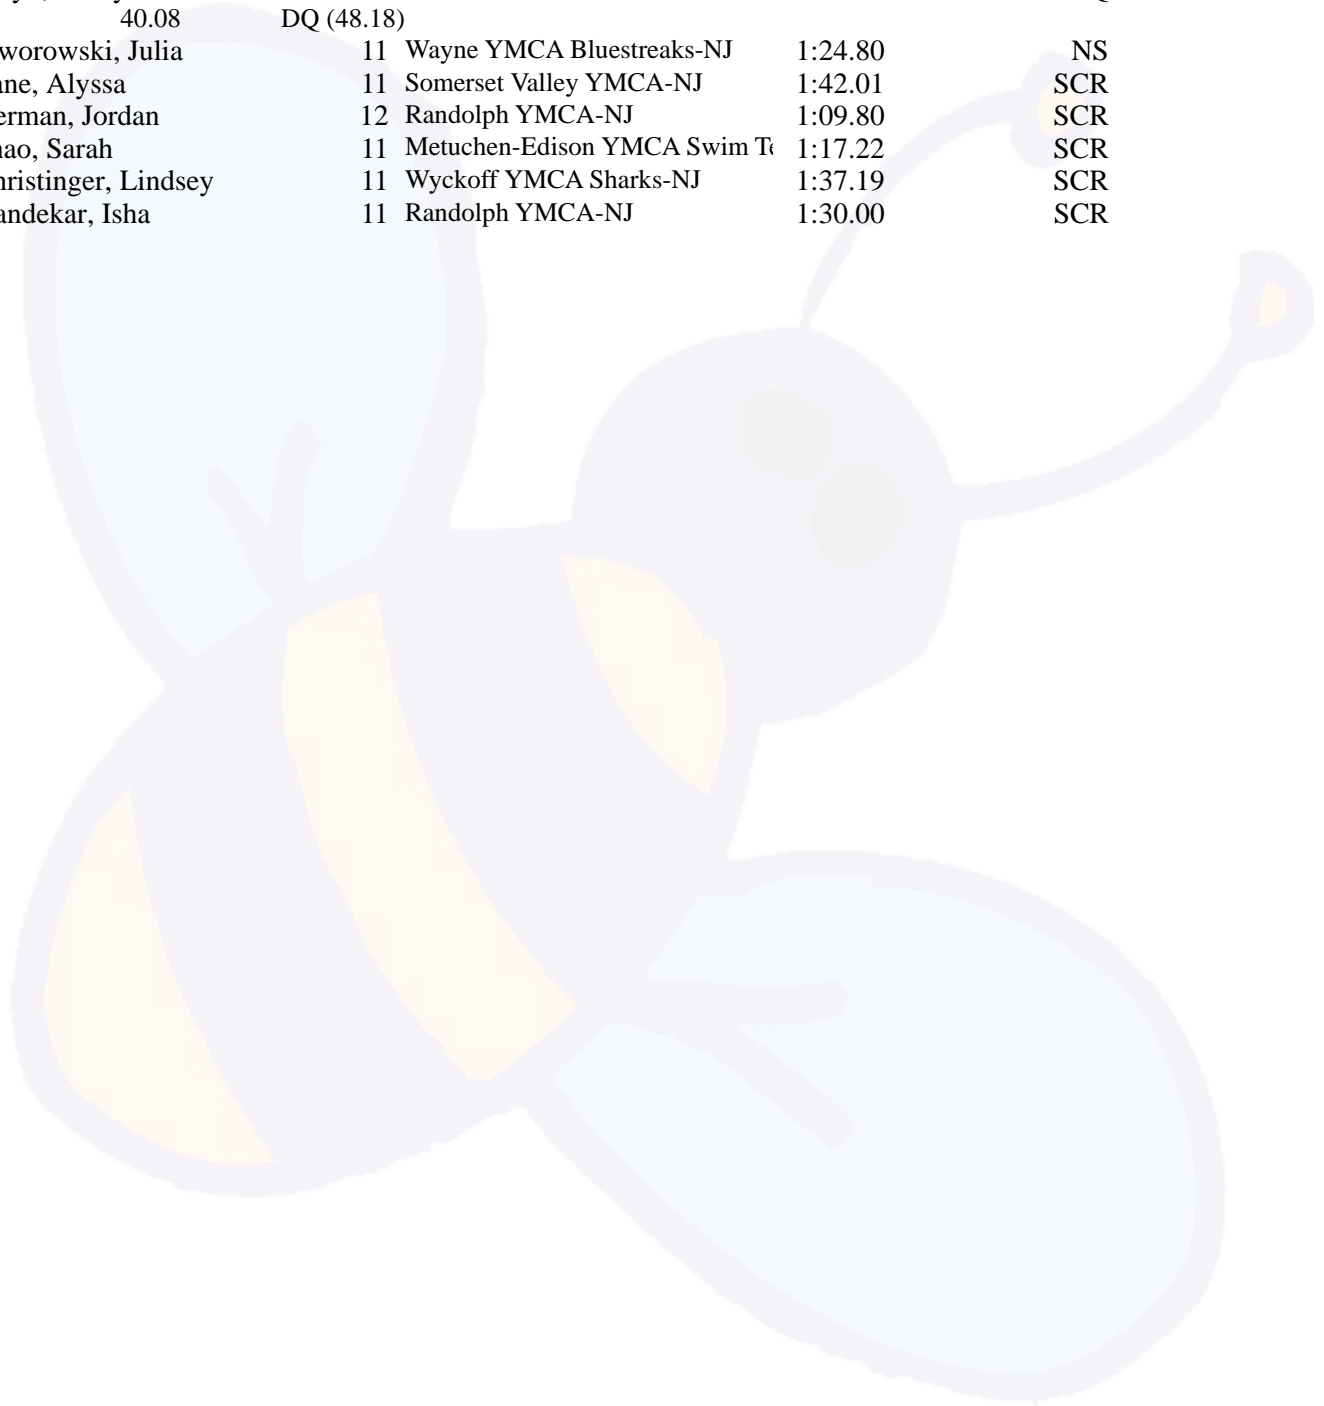 40.08 DQ (48.18)
worowski, Julia 11 Wayne YMCA Bluestreaks-NJ 1:24.80 NS
ane, Alyssa 11 Somerset Valley YMCA-NJ 1:42.01 SCR
erman, Jordan 12 Randolph YMCA-NJ 1:09.80 SCR
hao, Sarah 11 Metuchen-Edison YMCA Swim Te 1:17.22 SCR
hristinger, Lindsey 11 Wyckoff YMCA Sharks-NJ 1:37.19 SCR
andekar, Isha 11 Randolph YMCA-NJ 1:30.00 SCR